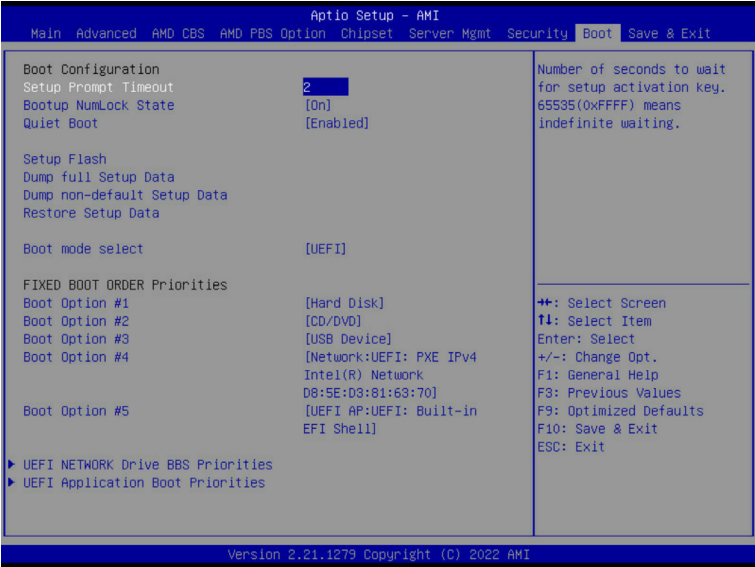 Aptio Setup – AMI
Main Advanced AMD CBS AMD PBS Option Chipset Server Mgmt Security Boot Save & Exit
Boot Configuration
Setup Prompt Timeout 2
Bootup NumLock State [On]
Quiet Boot [Enabled]
Setup Flash
Dump full Setup Data
Dump non-default Setup Data
Restore Setup Data
Boot mode select [UEFI]
FIXED BOOT ORDER Priorities
Boot Option #1 [Hard Disk]
Boot Option #2 [CD/DVD]
Boot Option #3 [USB Device]
Boot Option #4 [Network:UEFI: PXE IPv4
Intel(R) Network
D8:5E:D3:81:63:70]
Boot Option #5 [UEFI AP:UEFI: Built-in
EFI Shell]
UEFI NETWORK Drive BBS Priorities
UEFI Application Boot Priorities
Number of seconds to wait
for setup activation key.
65535(0xFFFF) means
indefinite waiting.
→←: Select Screen
↑↓: Select Item
Enter: Select
+/-: Change Opt.
F1: General Help
F3: Previous Values
F9: Optimized Defaults
F10: Save & Exit
ESC: Exit
Version 2.21.1279 Copyright (C) 2022 AMI